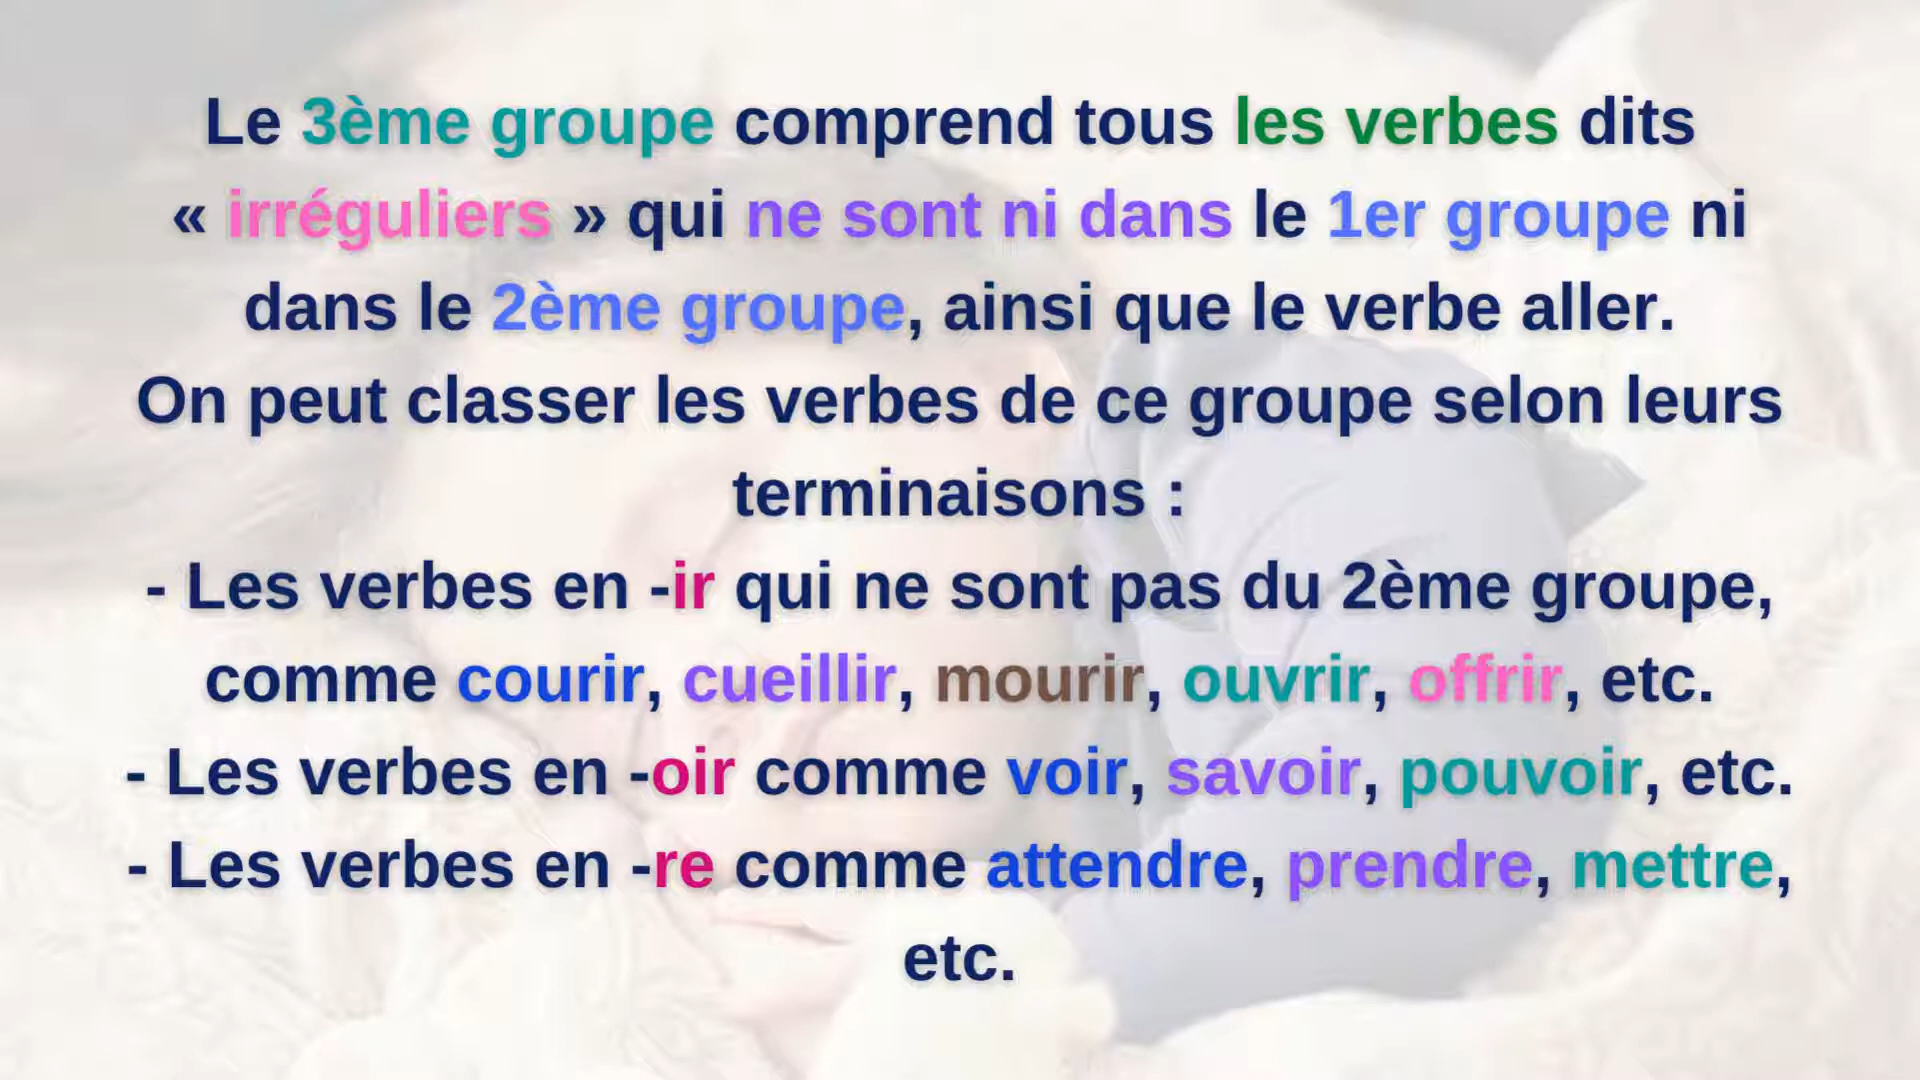 Le 3ème groupe comprend tous les verbes dits
« irréguliers » qui ne sont ni dans le 1er groupe ni
dans le 2ème groupe, ainsi que le verbe aller.
On peut classer les verbes de ce groupe selon leurs
terminaisons :
- Les verbes en -ir qui ne sont pas du 2ème groupe,
comme courir, cueillir, mourir, ouvrir, offrir, etc.
- Les verbes en -oir comme voir, savoir, pouvoir, etc.
- Les verbes en -re comme attendre, prendre, mettre,
etc.